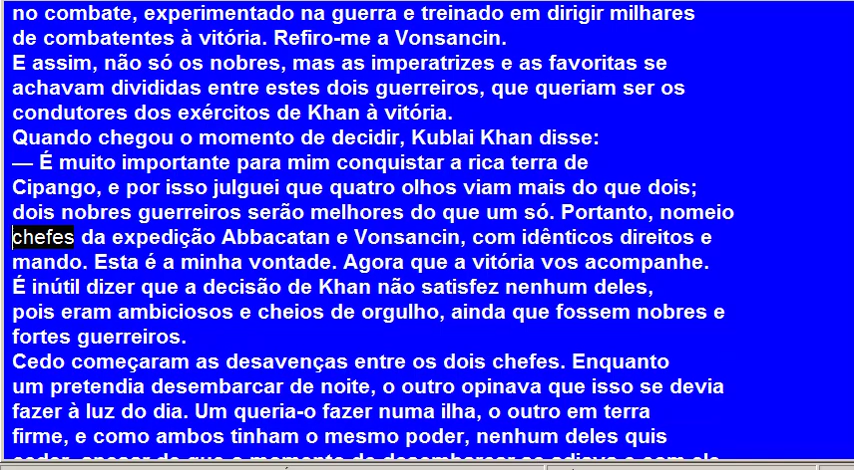 no combate, experimentado na guerra e treinado em dirigir milhares
de combatentes à vitória. Refiro-me a Vonsancin.
E assim, não só os nobres, mas as imperatrizes e as favoritas se
achavam divididas entre estes dois guerreiros, que queriam ser os
condutores dos exércitos de Khan à vitória.
Quando chegou o momento de decidir, Kublai Khan disse:
— É muito importante para mim conquistar a rica terra de
Cipango, e por isso julguei que quatro olhos viam mais do que dois;
dois nobres guerreiros serão melhores do que um só. Portanto, nomeio
chefes da expedição Abbacatan e Vonsancin, com idênticos direitos e
mando. Esta é a minha vontade. Agora que a vitória vos acompanhe.
É inútil dizer que a decisão de Khan não satisfez nenhum deles,
pois eram ambiciosos e cheios de orgulho, ainda que fossem nobres e
fortes guerreiros.
Cedo começaram as desavenças entre os dois chefes. Enquanto
um pretendia desembarcar de noite, o outro opinava que isso se devia
fazer à luz do dia. Um queria-o fazer numa ilha, o outro em terra
firme, e como ambos tinham o mesmo poder, nenhum deles quis